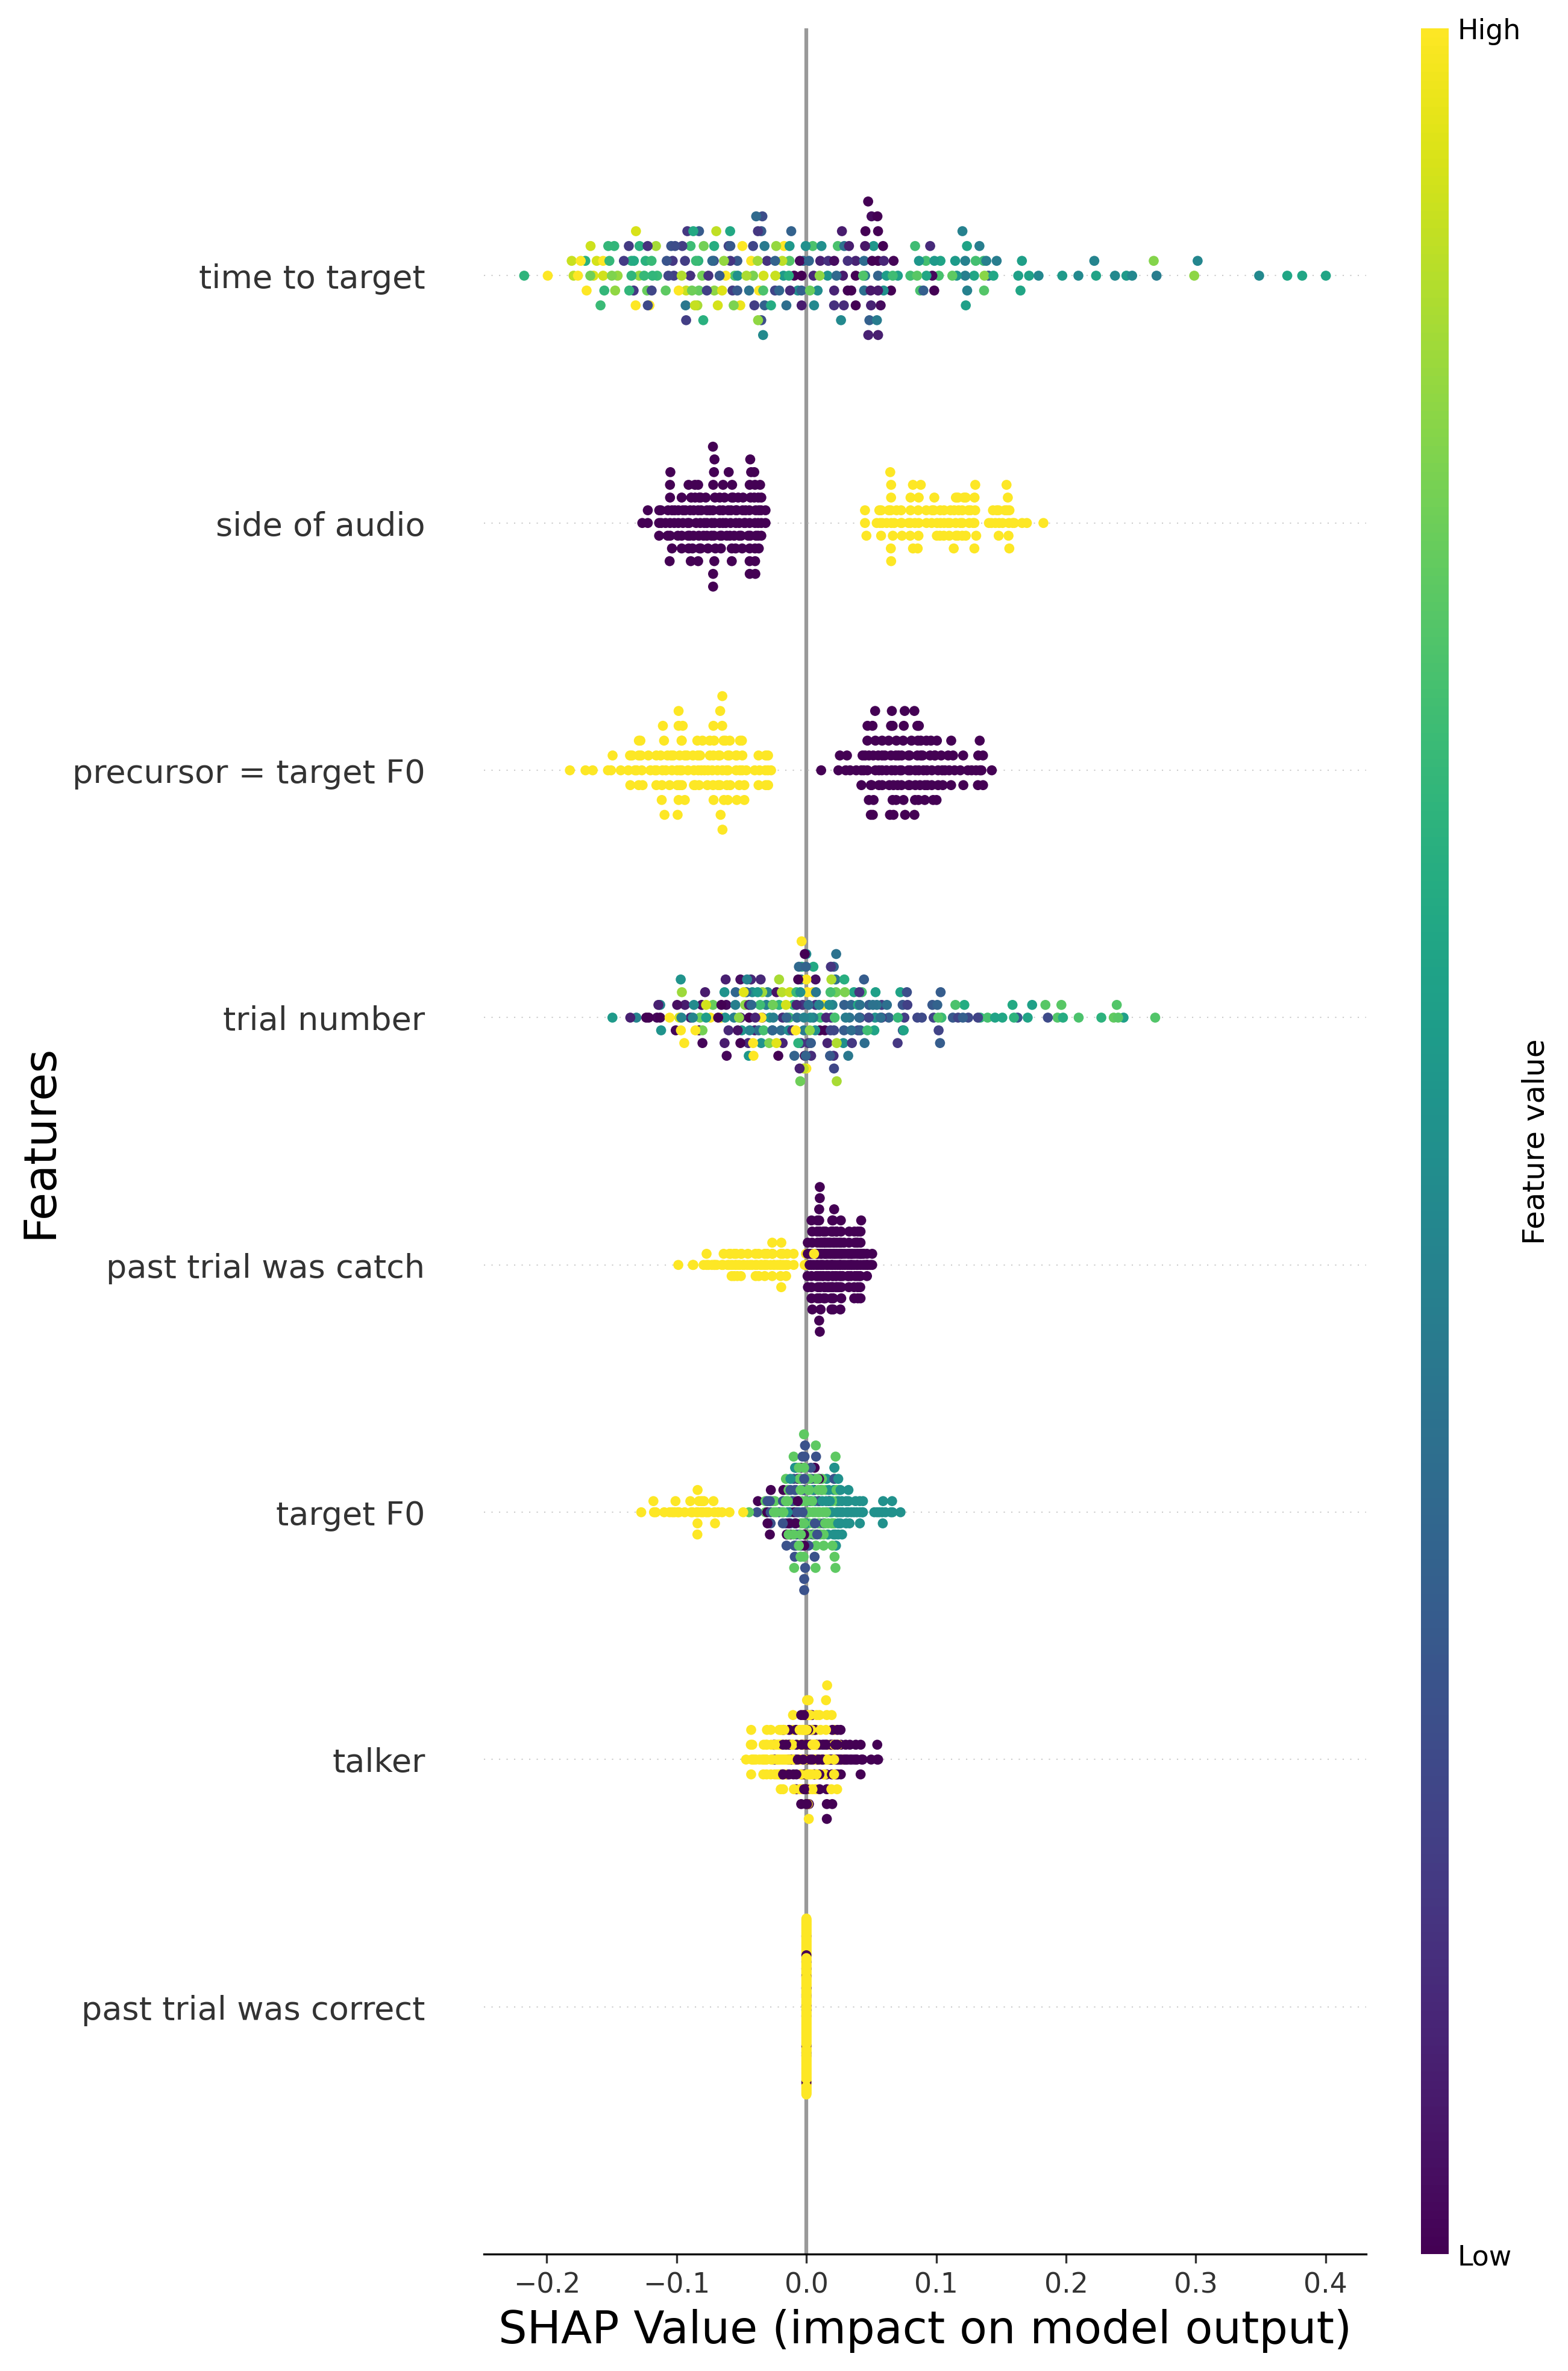 High
time to target
side of audio
precursor = target F0
trial number
past trial was catch
target F0
talker
past trial was correct
Features
Feature value
Low
−0.2 −0.1 0.0 0.1 0.2 0.3 0.4
SHAP Value (impact on model output)